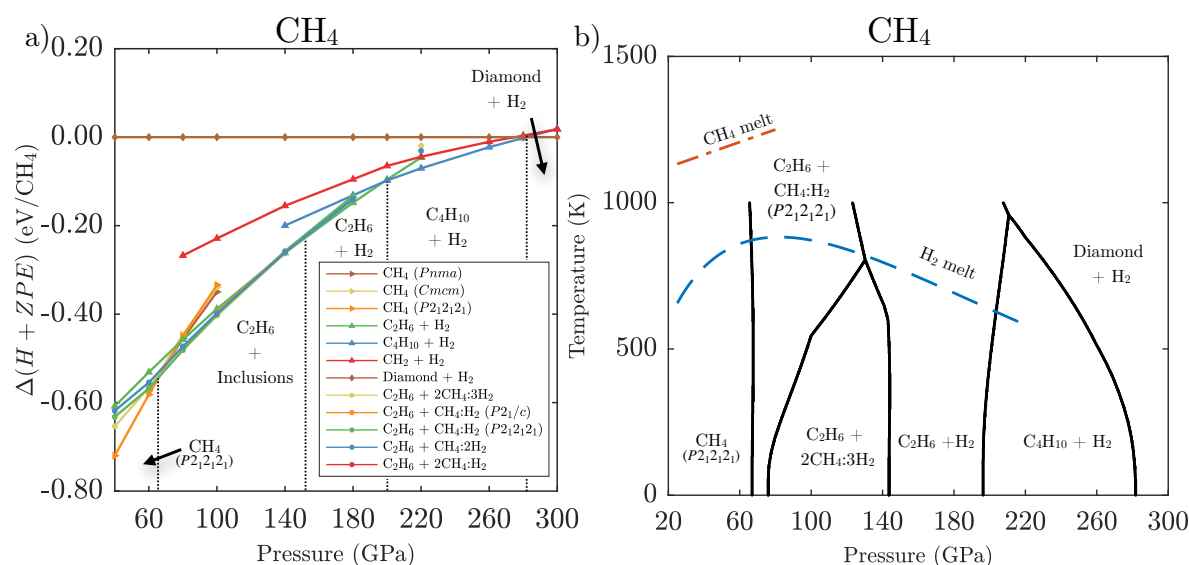 a)
CH₄
0.20
0.00
-0.20
-0.40
-0.60
-0.80
Δ(H + ZPE) (eV/CH₄)
60
100
140
180
220
260
300
Pressure (GPa)
Diamond
+ H₂
C₂H₆
+ H₂
C₄H₁₀
+ H₂
C₂H₆
+
Inclusions
CH₄
(P2₁2₁2₁)
CH₄ (Pnma)
CH₄ (Cmcm)
CH₄ (P2₁2₁2₁)
C₂H₆ + H₂
C₄H₁₀ + H₂
CH₂ + H₂
Diamond + H₂
C₂H₆ + 2CH₄:3H₂
C₂H₆ + CH₄:H₂ (P2₁/c)
C₂H₆ + CH₄:H₂ (P2₁2₁2₁)
C₂H₆ + CH₄:2H₂
C₂H₆ + 2CH₄:H₂
b)
CH₄
1500
1000
500
0
Temperature (K)
20
60
100
140
180
220
260
300
Pressure (GPa)
CH₄ melt
C₂H₆ +
CH₄:H₂
(P2₁2₁2₁)
H₂ melt
Diamond
+ H₂
CH₄
(P2₁2₁2₁)
C₂H₆ +
2CH₄:3H₂
C₂H₆ +H₂
C₄H₁₀ + H₂